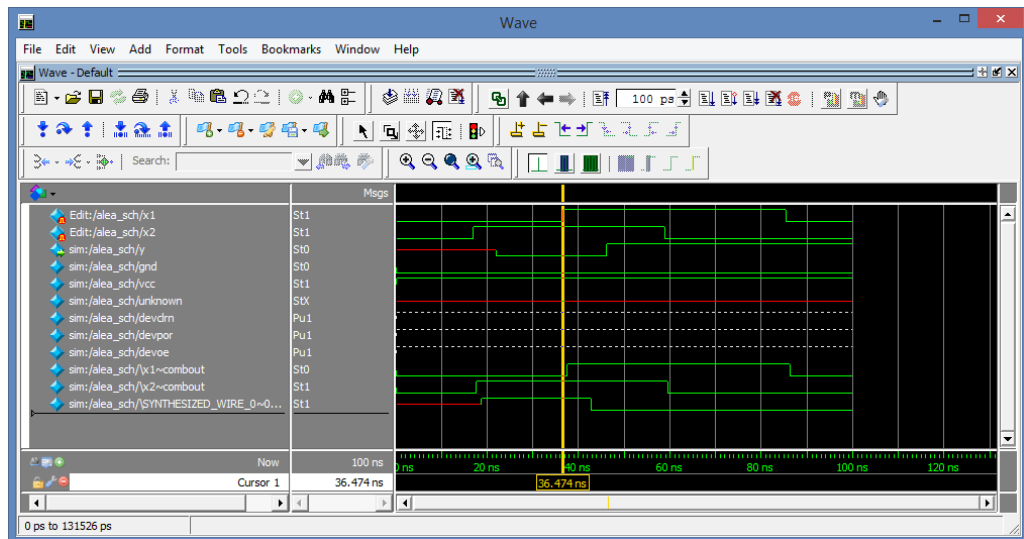 Wave
File Edit View Add Format Tools Bookmarks Window Help
Wave - Default
100 ps
Search:
Msgs
Edit:/alea_sch/x1 St1
Edit:/alea_sch/x2 St1
sim:/alea_sch/y St0
sim:/alea_sch/gnd St0
sim:/alea_sch/vcc St1
sim:/alea_sch/unknown StX
sim:/alea_sch/devclrn Pu1
sim:/alea_sch/devpor Pu1
sim:/alea_sch/devoe Pu1
sim:/alea_sch/\x1~combout St0
sim:/alea_sch/\x2~combout St1
sim:/alea_sch/\SYNTHESIZED_WIRE_0~0... St1
Now 100 ns 0 ns 20 ns 40 ns 60 ns 80 ns 100 ns 120 ns
Cursor 1 36.474 ns 36.474 ns
0 ps to 131526 ps